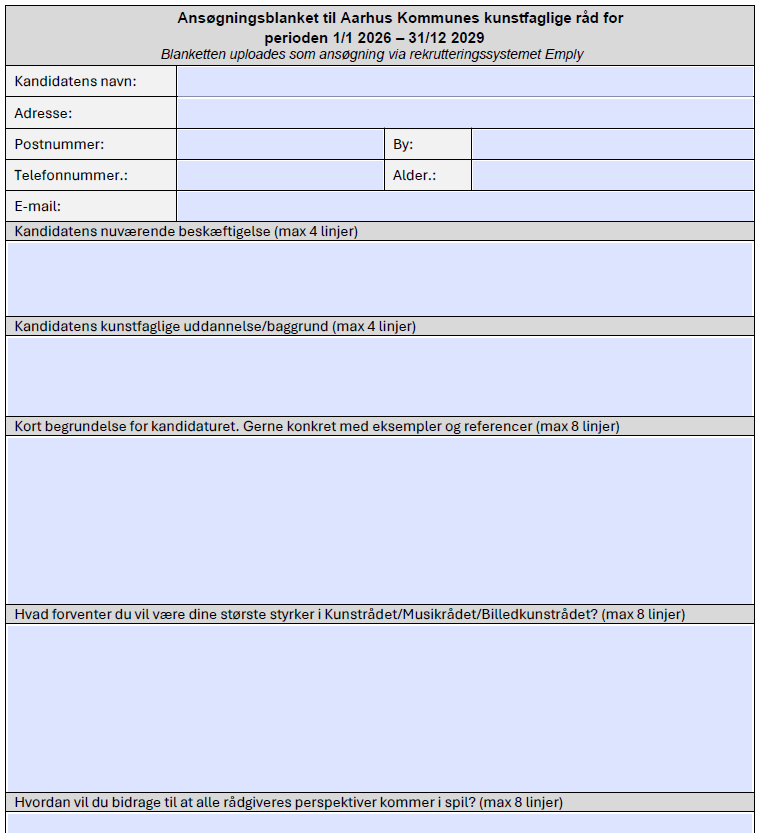 Ansøgningsblanket til Aarhus Kommunes kunstfaglige råd for
perioden 1/1 2026 – 31/12 2029
Blanketten uploades som ansøgning via rekrutteringssystemet Emply
Kandidatens navn:
Adresse:
Postnummer: By:
Telefonnummer.: Alder.:
E-mail:
Kandidatens nuværende beskæftigelse (max 4 linjer)
Kandidatens kunstfaglige uddannelse/baggrund (max 4 linjer)
Kort begrundelse for kandidaturet. Gerne konkret med eksempler og referencer (max 8 linjer)
Hvad forventer du vil være dine største styrker i Kunstrådet/Musikrådet/Billedkunstrådet? (max 8 linjer)
Hvordan vil du bidrage til at alle rådgiveres perspektiver kommer i spil? (max 8 linjer)